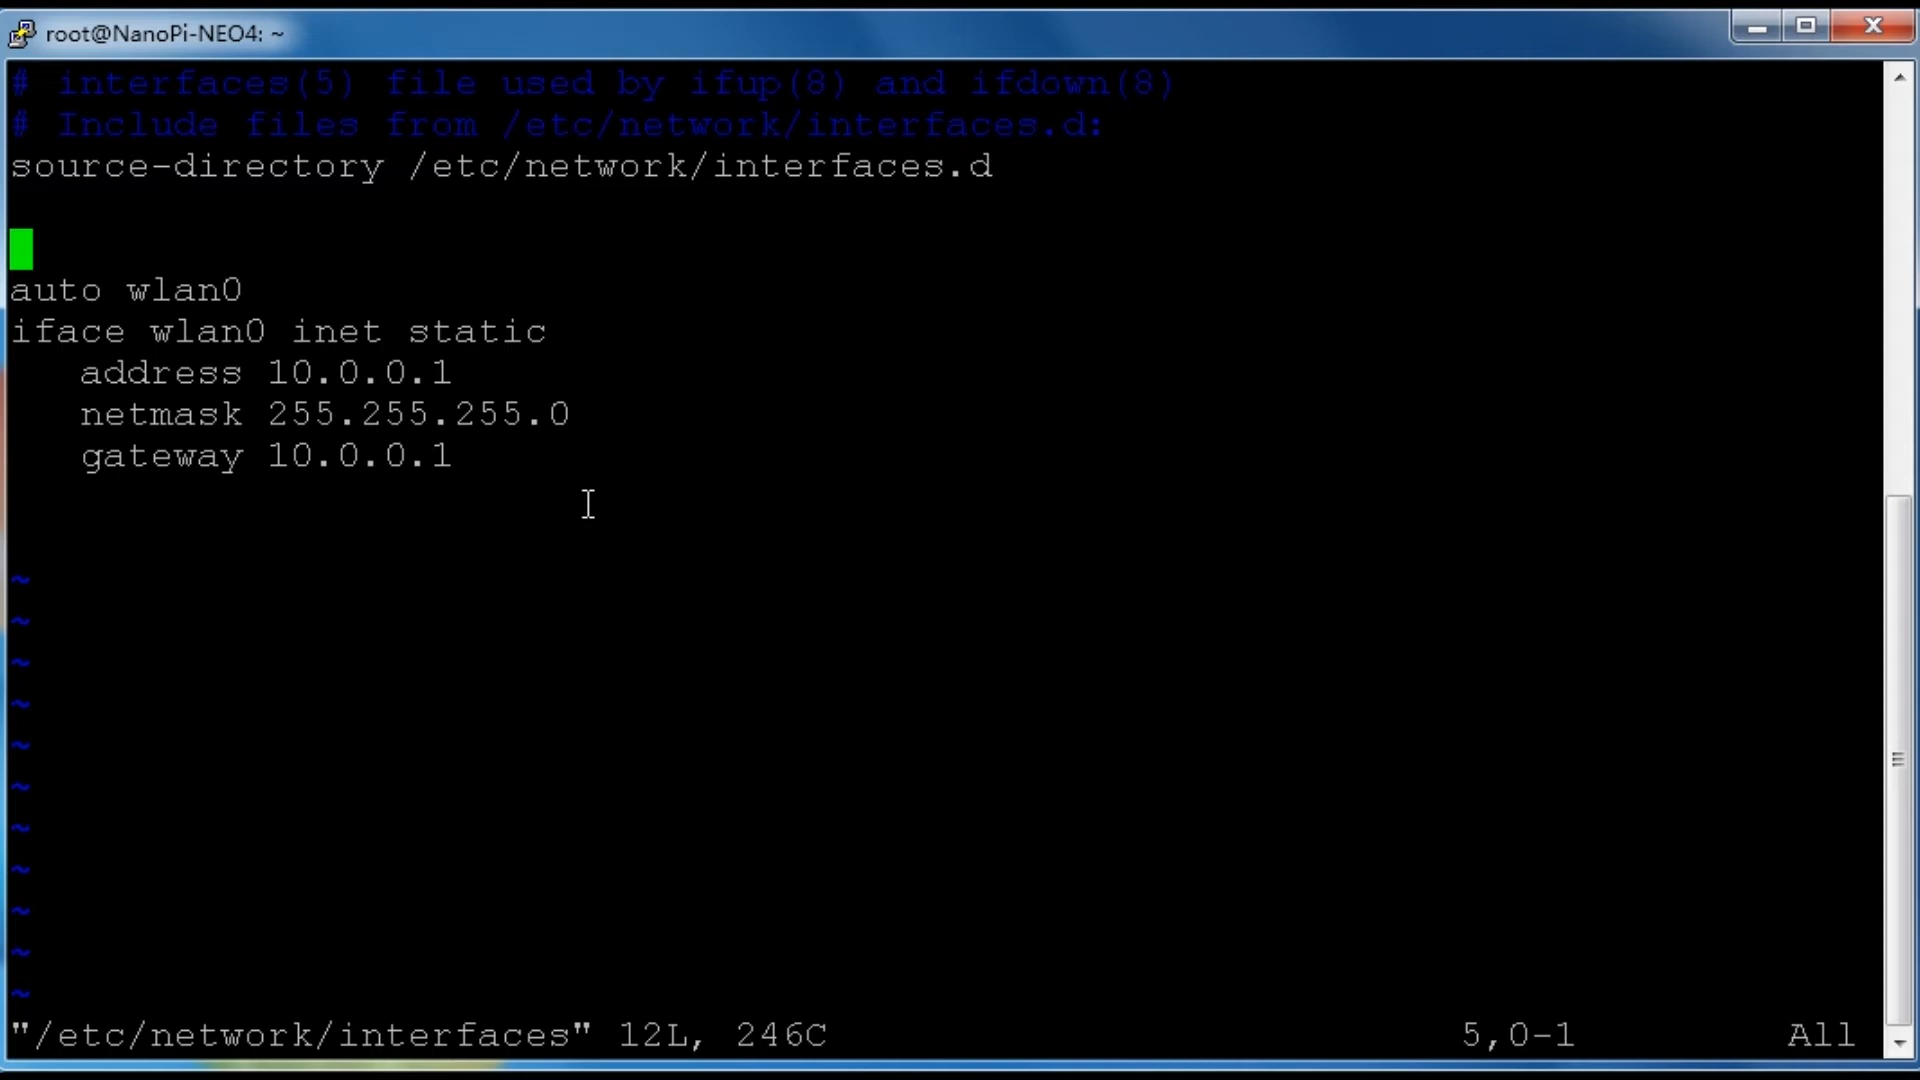 root@NanoPi-NEO4: ~
# interfaces(5) file used by ifup(8) and ifdown(8)
# Include files from /etc/network/interfaces.d:
source-directory /etc/network/interfaces.d
auto wlan0
iface wlan0 inet static
address 10.0.0.1
netmask 255.255.255.0
gateway 10.0.0.1
~
~
~
~
~
~
~
~
~
~
~
"/etc/network/interfaces" 12L, 246C 5,0-1 All